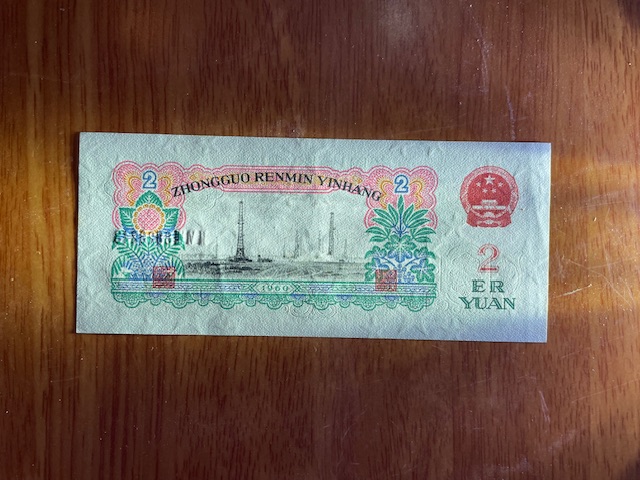 2
ZHONGGUO RENMIN YINHANG
2
1960
2
ER
YUAN